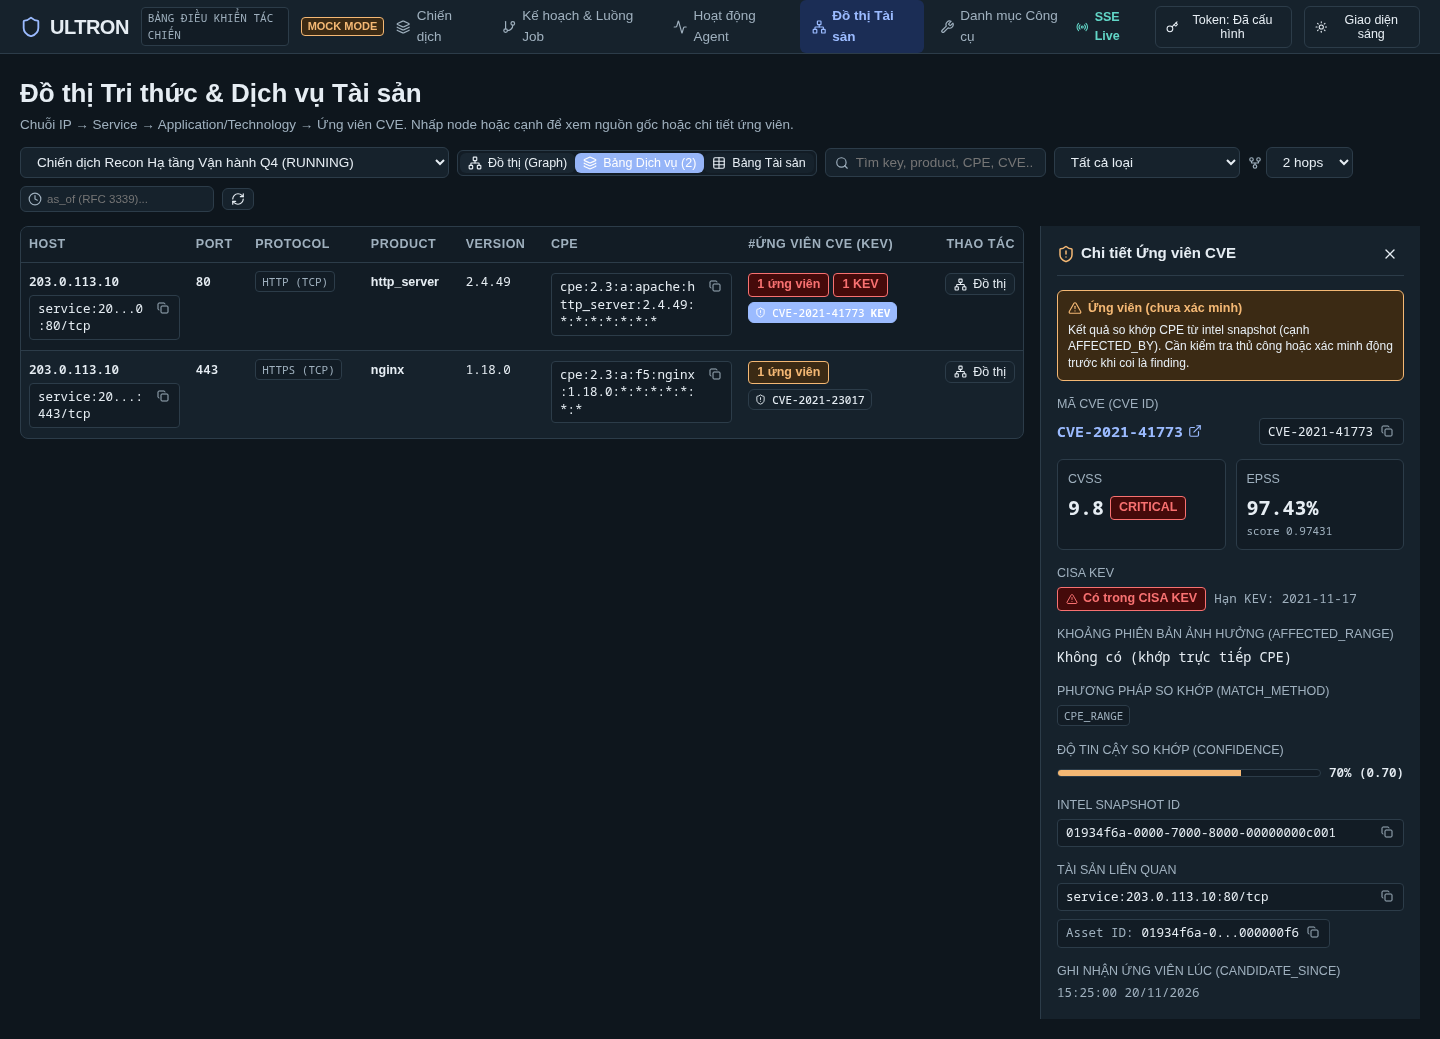 ULTRON
BẢNG ĐIỀU KHIỂN TÁC
CHIẾN
MOCK MODE
Chiến
dịch
Kế hoạch & Luồng
Job
Hoạt động
Agent
Đồ thị Tài
sản
Danh mục Công
cụ
SSE
Live
Token: Đã cấu
hình
Giao diện
sáng
Đồ thị Tri thức & Dịch vụ Tài sản
Chuỗi IP → Service → Application/Technology → Ứng viên CVE. Nhấp node hoặc cạnh để xem nguồn gốc hoặc chi tiết ứng viên.
Chiến dịch Recon Hạ tầng Vận hành Q4 (RUNNING)
Đồ thị (Graph)
Bảng Dịch vụ (2)
Bảng Tài sản
Tìm key, product, CPE, CVE..
Tất cả loại
2 hops
as_of (RFC 3339)...
HOST PORT PROTOCOL PRODUCT VERSION CPE #ỨNG VIÊN CVE (KEV) THAO TÁC
203.0.113.10
service:20...0
:80/tcp
80
HTTP (TCP)
http_server
2.4.49
cpe:2.3:a:apache:h
ttp_server:2.4.49:
*:*:*:*:*:*:*
1 ứng viên
1 KEV
CVE-2021-41773 KEV
Đồ thị
203.0.113.10
service:20...:
443/tcp
443
HTTPS (TCP)
nginx
1.18.0
cpe:2.3:a:f5:nginx
:1.18.0:*:*:*:*:*:
*:*
1 ứng viên
CVE-2021-23017
Đồ thị
Chi tiết Ứng viên CVE
Ứng viên (chưa xác minh)
Kết quả so khớp CPE từ intel snapshot (cạnh
AFFECTED_BY). Cần kiểm tra thủ công hoặc xác minh động
trước khi coi là finding.
MÃ CVE (CVE ID)
CVE-2021-41773
CVE-2021-41773
CVSS
9.8 CRITICAL
EPSS
97.43%
score 0.97431
CISA KEV
Có trong CISA KEV
Hạn KEV: 2021-11-17
KHOẢNG PHIÊN BẢN ẢNH HƯỞNG (AFFECTED_RANGE)
Không có (khớp trực tiếp CPE)
PHƯƠNG PHÁP SO KHỚP (MATCH_METHOD)
CPE_RANGE
ĐỘ TIN CẬY SO KHỚP (CONFIDENCE)
70% (0.70)
INTEL SNAPSHOT ID
01934f6a-0000-7000-8000-00000000c001
TÀI SẢN LIÊN QUAN
service:203.0.113.10:80/tcp
Asset ID: 01934f6a-0...000000f6
GHI NHẬN ỨNG VIÊN LÚC (CANDIDATE_SINCE)
15:25:00 20/11/2026